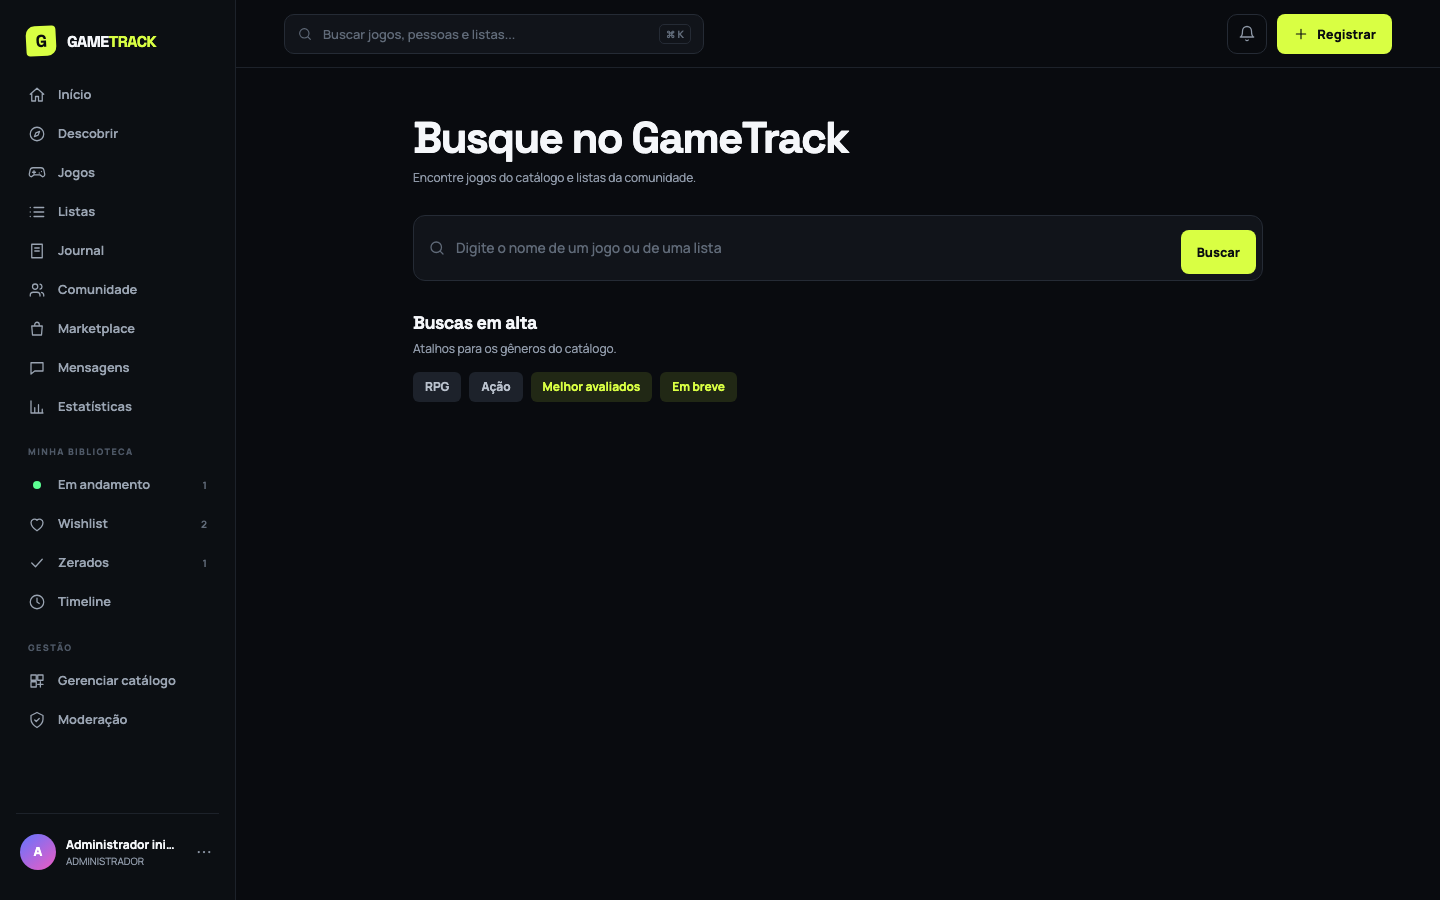 G GAMETRACK
Buscar jogos, pessoas e listas...
⌘ K
Registrar
Início
Descobrir
Jogos
Listas
Journal
Comunidade
Marketplace
Mensagens
Estatísticas
MINHA BIBLIOTECA
Em andamento 1
Wishlist 2
Zerados 1
Timeline
GESTÃO
Gerenciar catálogo
Moderação
A
Administrador ini...
ADMINISTRADOR
Busque no GameTrack
Encontre jogos do catálogo e listas da comunidade.
Digite o nome de um jogo ou de uma lista
Buscar
Buscas em alta
Atalhos para os gêneros do catálogo.
RPG Ação Melhor avaliados Em breve